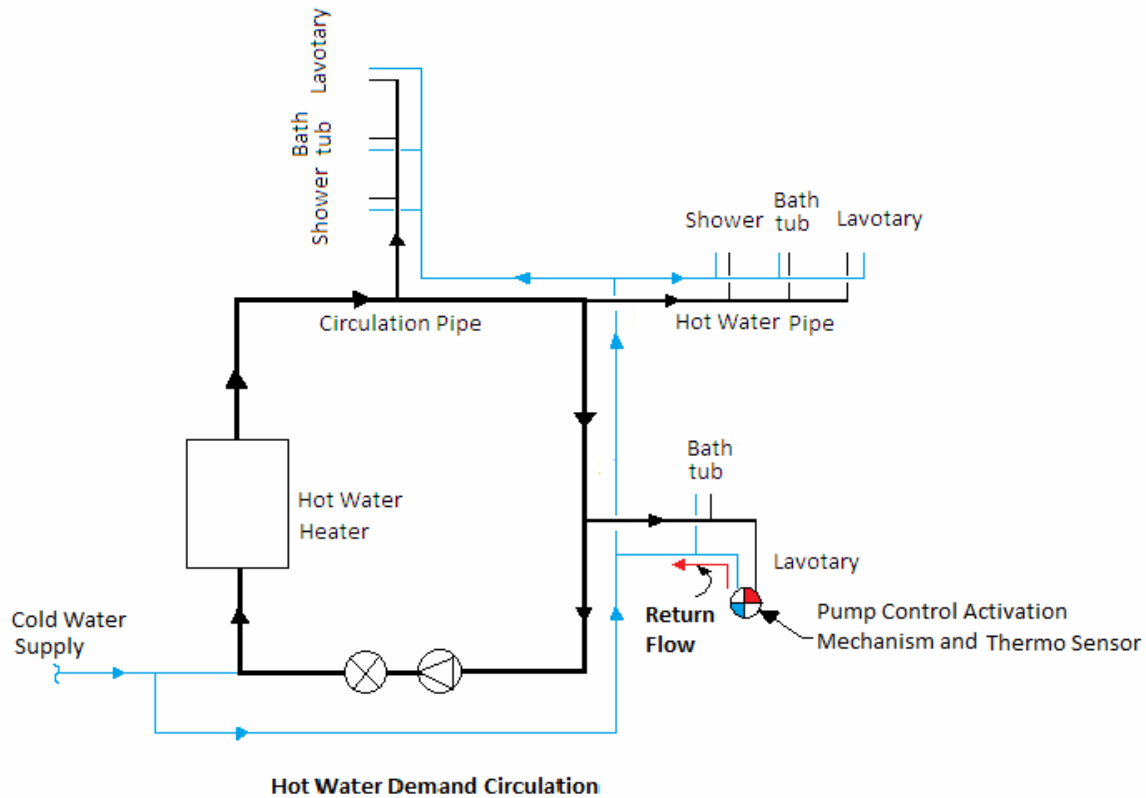 Lavotary
Bath
tub
Shower
Shower
Bath
tub
Lavotary
Circulation Pipe
Hot Water Pipe
Bath
tub
Hot Water
Heater
Lavotary
Cold Water
Supply
Return
Flow
Pump Control Activation
Mechanism and Thermo Sensor
Hot Water Demand Circulation